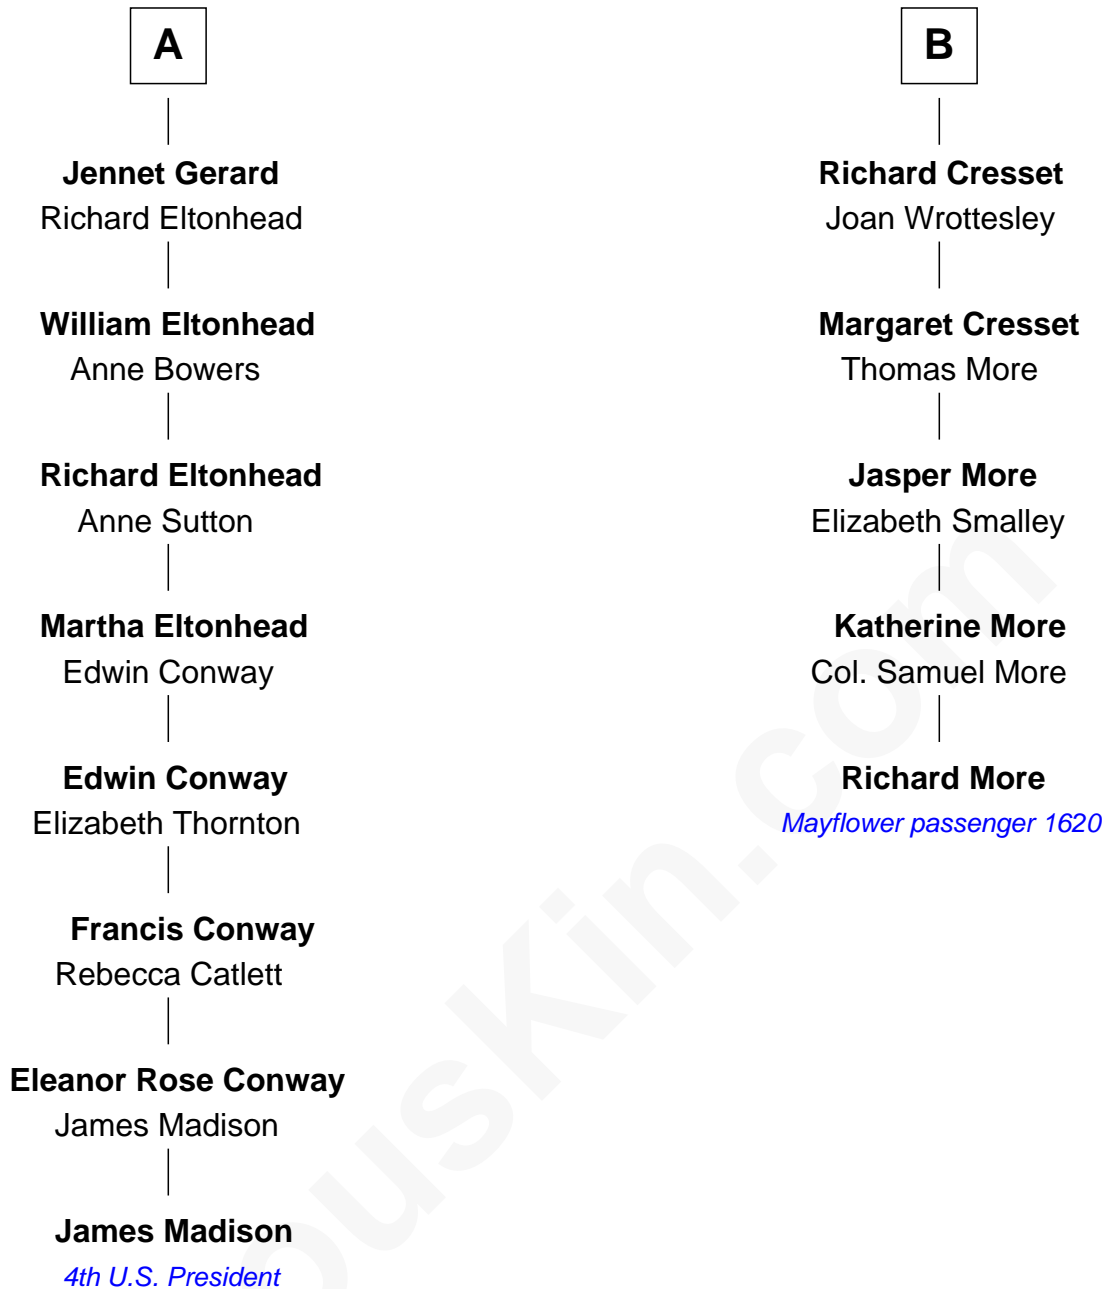 A
Jennet Gerard
Richard Eltonhead
William Eltonhead
Anne Bowers
Richard Eltonhead
Anne Sutton
Martha Eltonhead
Edwin Conway
Edwin Conway
Elizabeth Thornton
Francis Conway
Rebecca Catlett
Eleanor Rose Conway
James Madison
James Madison
4th U.S. President
B
Richard Cresset
Joan Wrottesley
Margaret Cresset
Thomas More
Jasper More
Elizabeth Smalley
Katherine More
Col. Samuel More
Richard More
Mayflower passenger 1620
ousKin.com